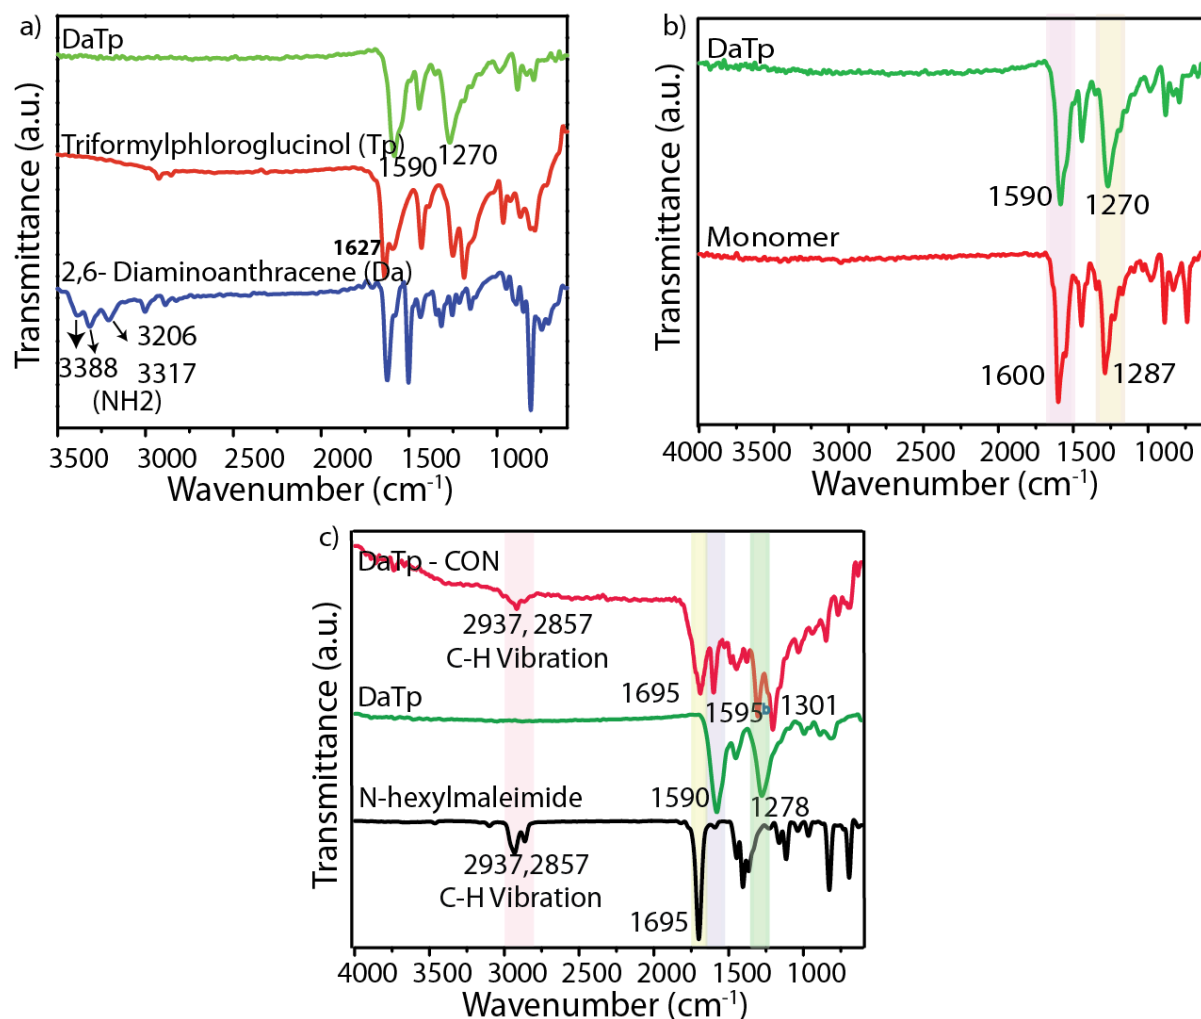 a)
DaTp
Transmittance (a.u.)
Triformylphloroglucinol (Tp)
1590
1270
1627
2,6- Diaminoanthracene (Da)
3388
3206
3317
(NH2)
3500 3000 2500 2000 1500 1000
Wavenumber (cm-1)
b)
DaTp
Transmittance (a.u.)
1590
1270
Monomer
1600
1287
4000 3500 3000 2500 2000 1500 1000
Wavenumber (cm-1)
c)
DaTp - CON
Transmittance (a.u.)
2937, 2857
C-H Vibration
1695
1595
b
1301
DaTp
1590
1278
N-hexylmaleimide
2937,2857
C-H Vibration
1695
4000 3500 3000 2500 2000 1500 1000
Wavenumber (cm-1)